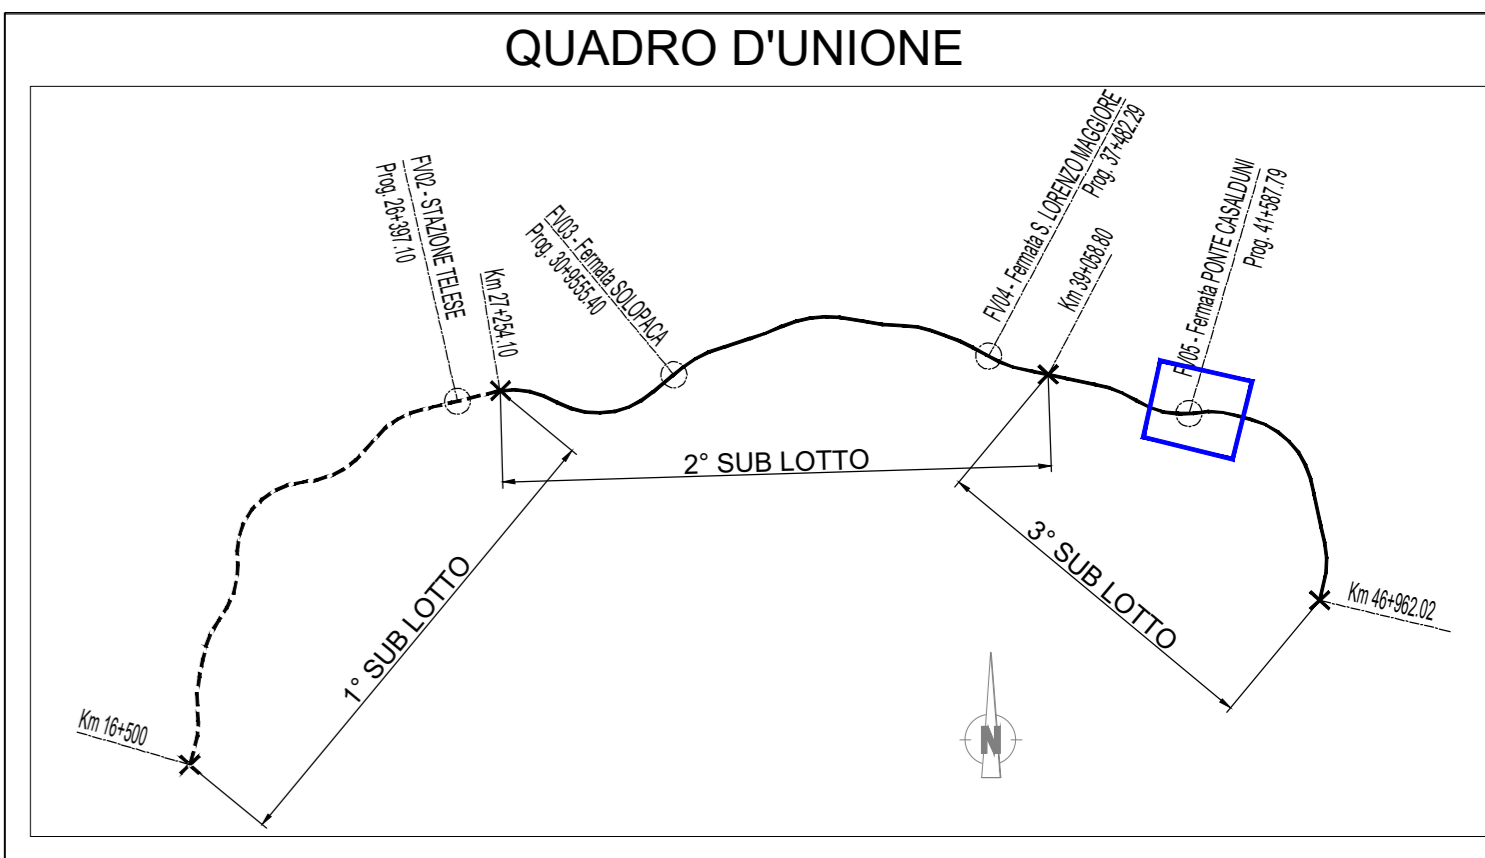 QUADRO D'UNIONE
FV02 - STAZIONE TELESE
Prog. 26+397.10
Km 27+254.10
FV03 - Fermata SOLOPACA
Prog. 30+9555.40
FV04 - Fermata S. LORENZO MAGGIORE
Prog. 37+482.29
Km 39+058.80
FV05 - Fermata PONTE CASALDUNI
Prog. 41+587.79
2° SUB LOTTO
1° SUB LOTTO
3° SUB LOTTO
Km 46+962.02
Km 16+500
N